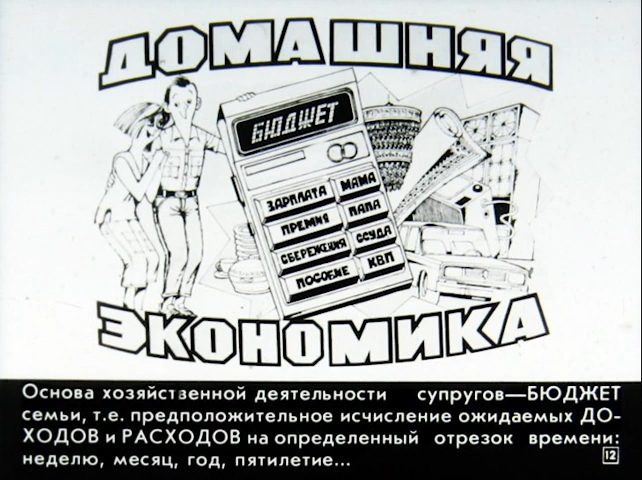 ДОМАШНЯЯ
БЮДЖЕТ
ЗАРПЛАТА МАМА
ПРЕМИЯ ПАПА
СБЕРЕЖЕНИЯ ССУДА
ПОСОБИЕ КВП
ЭКОНОМИКА
Основа хозяйственной деятельности супругов—БЮДЖЕТ
семьи, т.е. предположительное исчисление ожидаемых ДО-
ХОДОВ и РАСХОДОВ на определенный отрезок времени:
неделю, месяц, год, пятилетие...
12